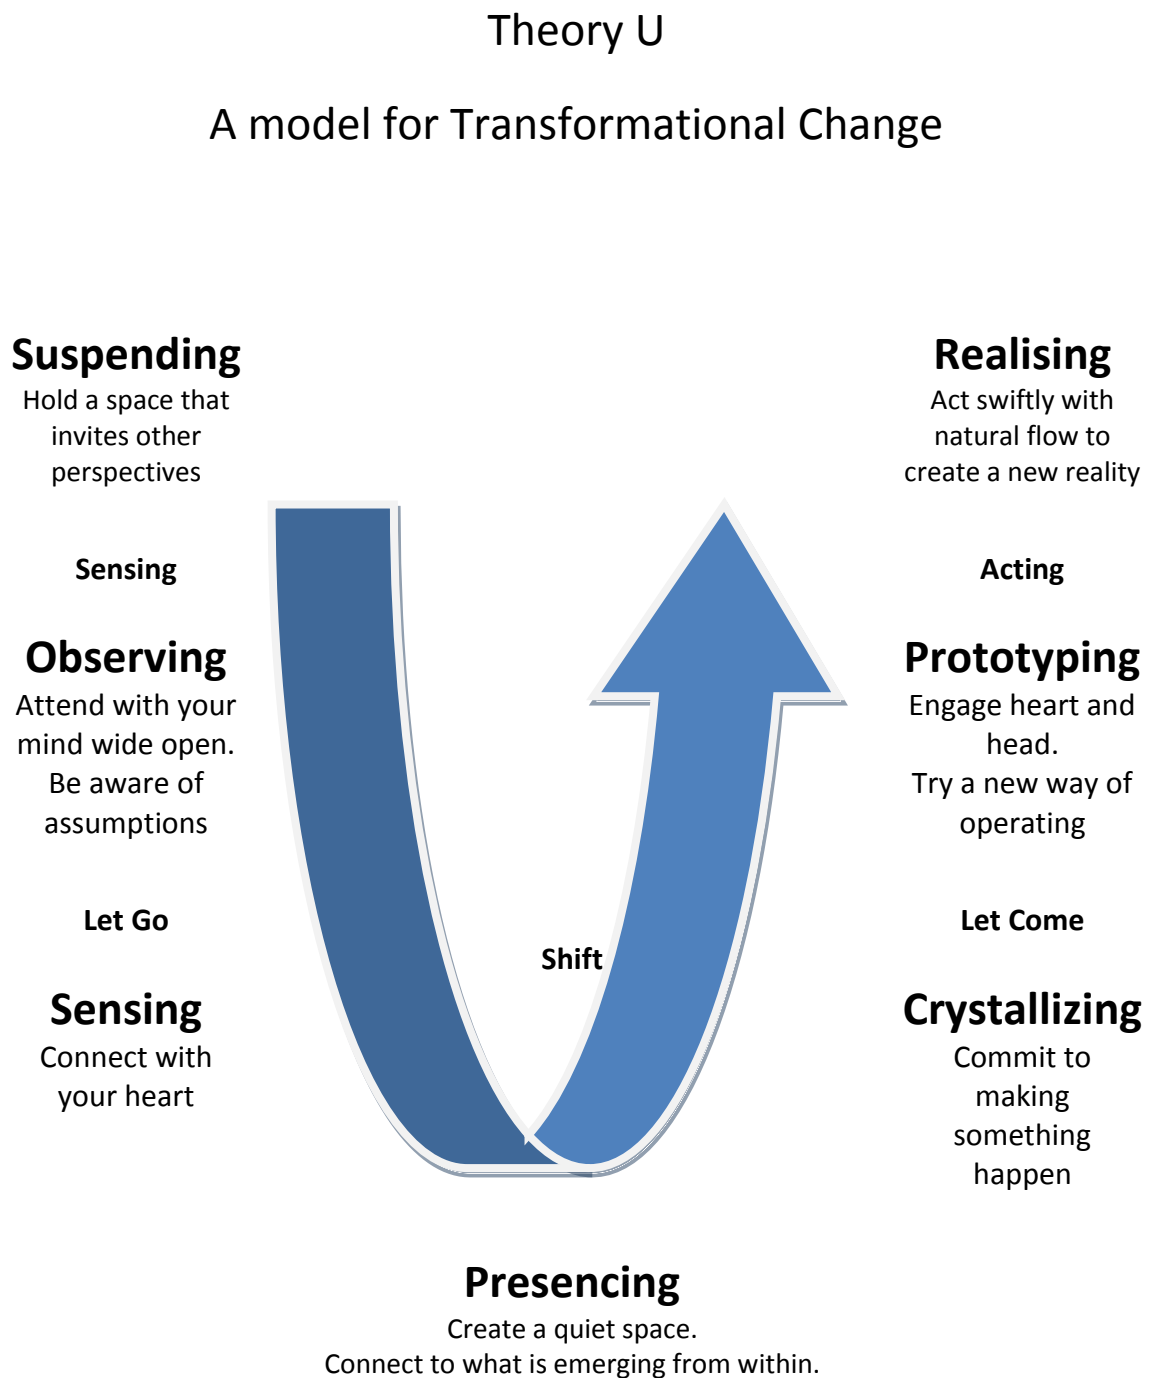 Theory U
A model for Transformational Change
Suspending
Hold a space that
invites other
perspectives
Sensing
Observing
Attend with your
mind wide open.
Be aware of
assumptions
Let Go
Sensing
Connect with
your heart
Shift
Realising
Act swiftly with
natural flow to
create a new reality
Acting
Prototyping
Engage heart and
head.
Try a new way of
operating
Let Come
Crystallizing
Commit to
making
something
happen
Presencing
Create a quiet space.
Connect to what is emerging from within.